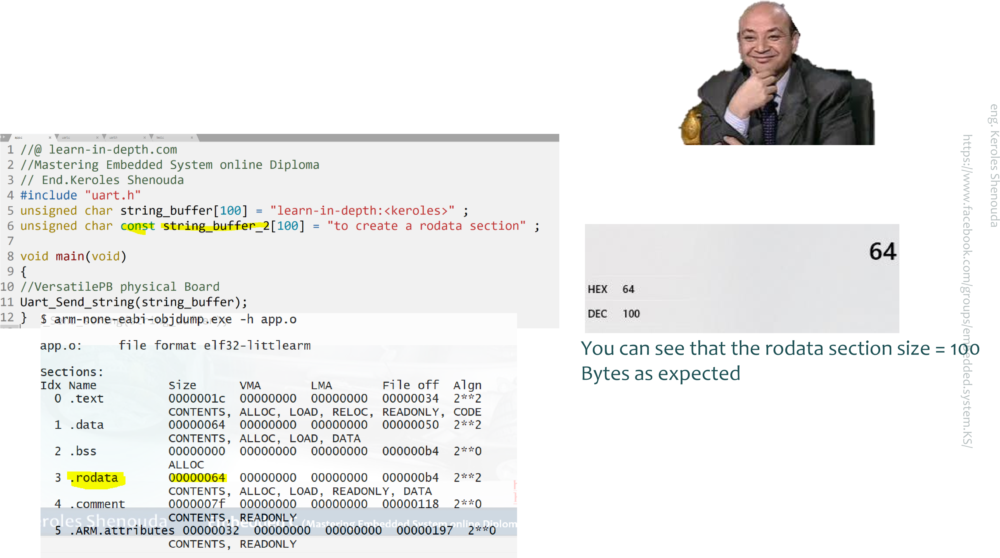 app.c
uart.c
uart.h
test.c
1 //@ learn-in-depth.com
2 //Mastering Embedded System online Diploma
3 // End.Keroles Shenouda
4 #include "uart.h"
5 unsigned char string_buffer[100] = "learn-in-depth:<keroles>" ;
6 unsigned char const string_buffer_2[100] = "to create a rodata section" ;
7
8 void main(void)
9 {
10 //VersatilePB physical Board
11 Uart_Send_string(string_buffer);
12 }
$ arm-none-eabi-objdump.exe -h app.o
app.o:     file format elf32-littlearm
Sections:
Idx Name          Size      VMA       LMA       File off  Algn
  0 .text         0000001c  00000000  00000000  00000034  2**2
                  CONTENTS, ALLOC, LOAD, RELOC, READONLY, CODE
  1 .data         00000064  00000000  00000000  00000050  2**2
                  CONTENTS, ALLOC, LOAD, DATA
  2 .bss          00000000  00000000  00000000  000000b4  2**0
                  ALLOC
  3 .rodata       00000064  00000000  00000000  000000b4  2**2
                  CONTENTS, ALLOC, LOAD, READONLY, DATA
  4 .comment      0000007f  00000000  00000000  00000118  2**0
                  CONTENTS, READONLY
  5 .ARM.attributes 00000032  00000000  00000000  00000197  2**0
                  CONTENTS, READONLY
eroles Shenouda Embedded C (Mastering Embedded System online Diplom
64
HEX 64
DEC 100
You can see that the rodata section size = 100
Bytes as expected
eng. Keroles Shenouda
https://www.facebook.com/groups/embedded.system.KS/